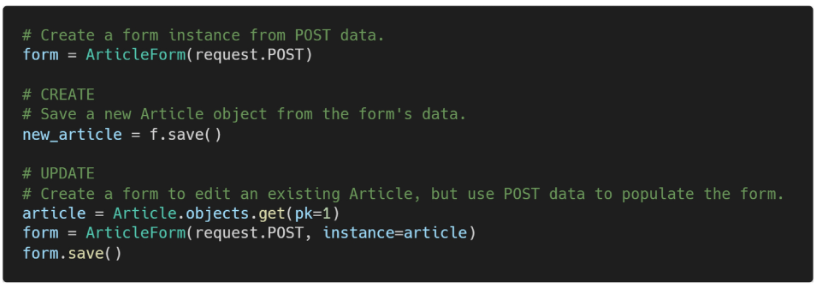 # Create a form instance from POST data.
form = ArticleForm(request.POST)
# CREATE
# Save a new Article object from the form's data.
new_article = f.save()
# UPDATE
# Create a form to edit an existing Article, but use POST data to populate the form.
article = Article.objects.get(pk=1)
form = ArticleForm(request.POST, instance=article)
form.save()